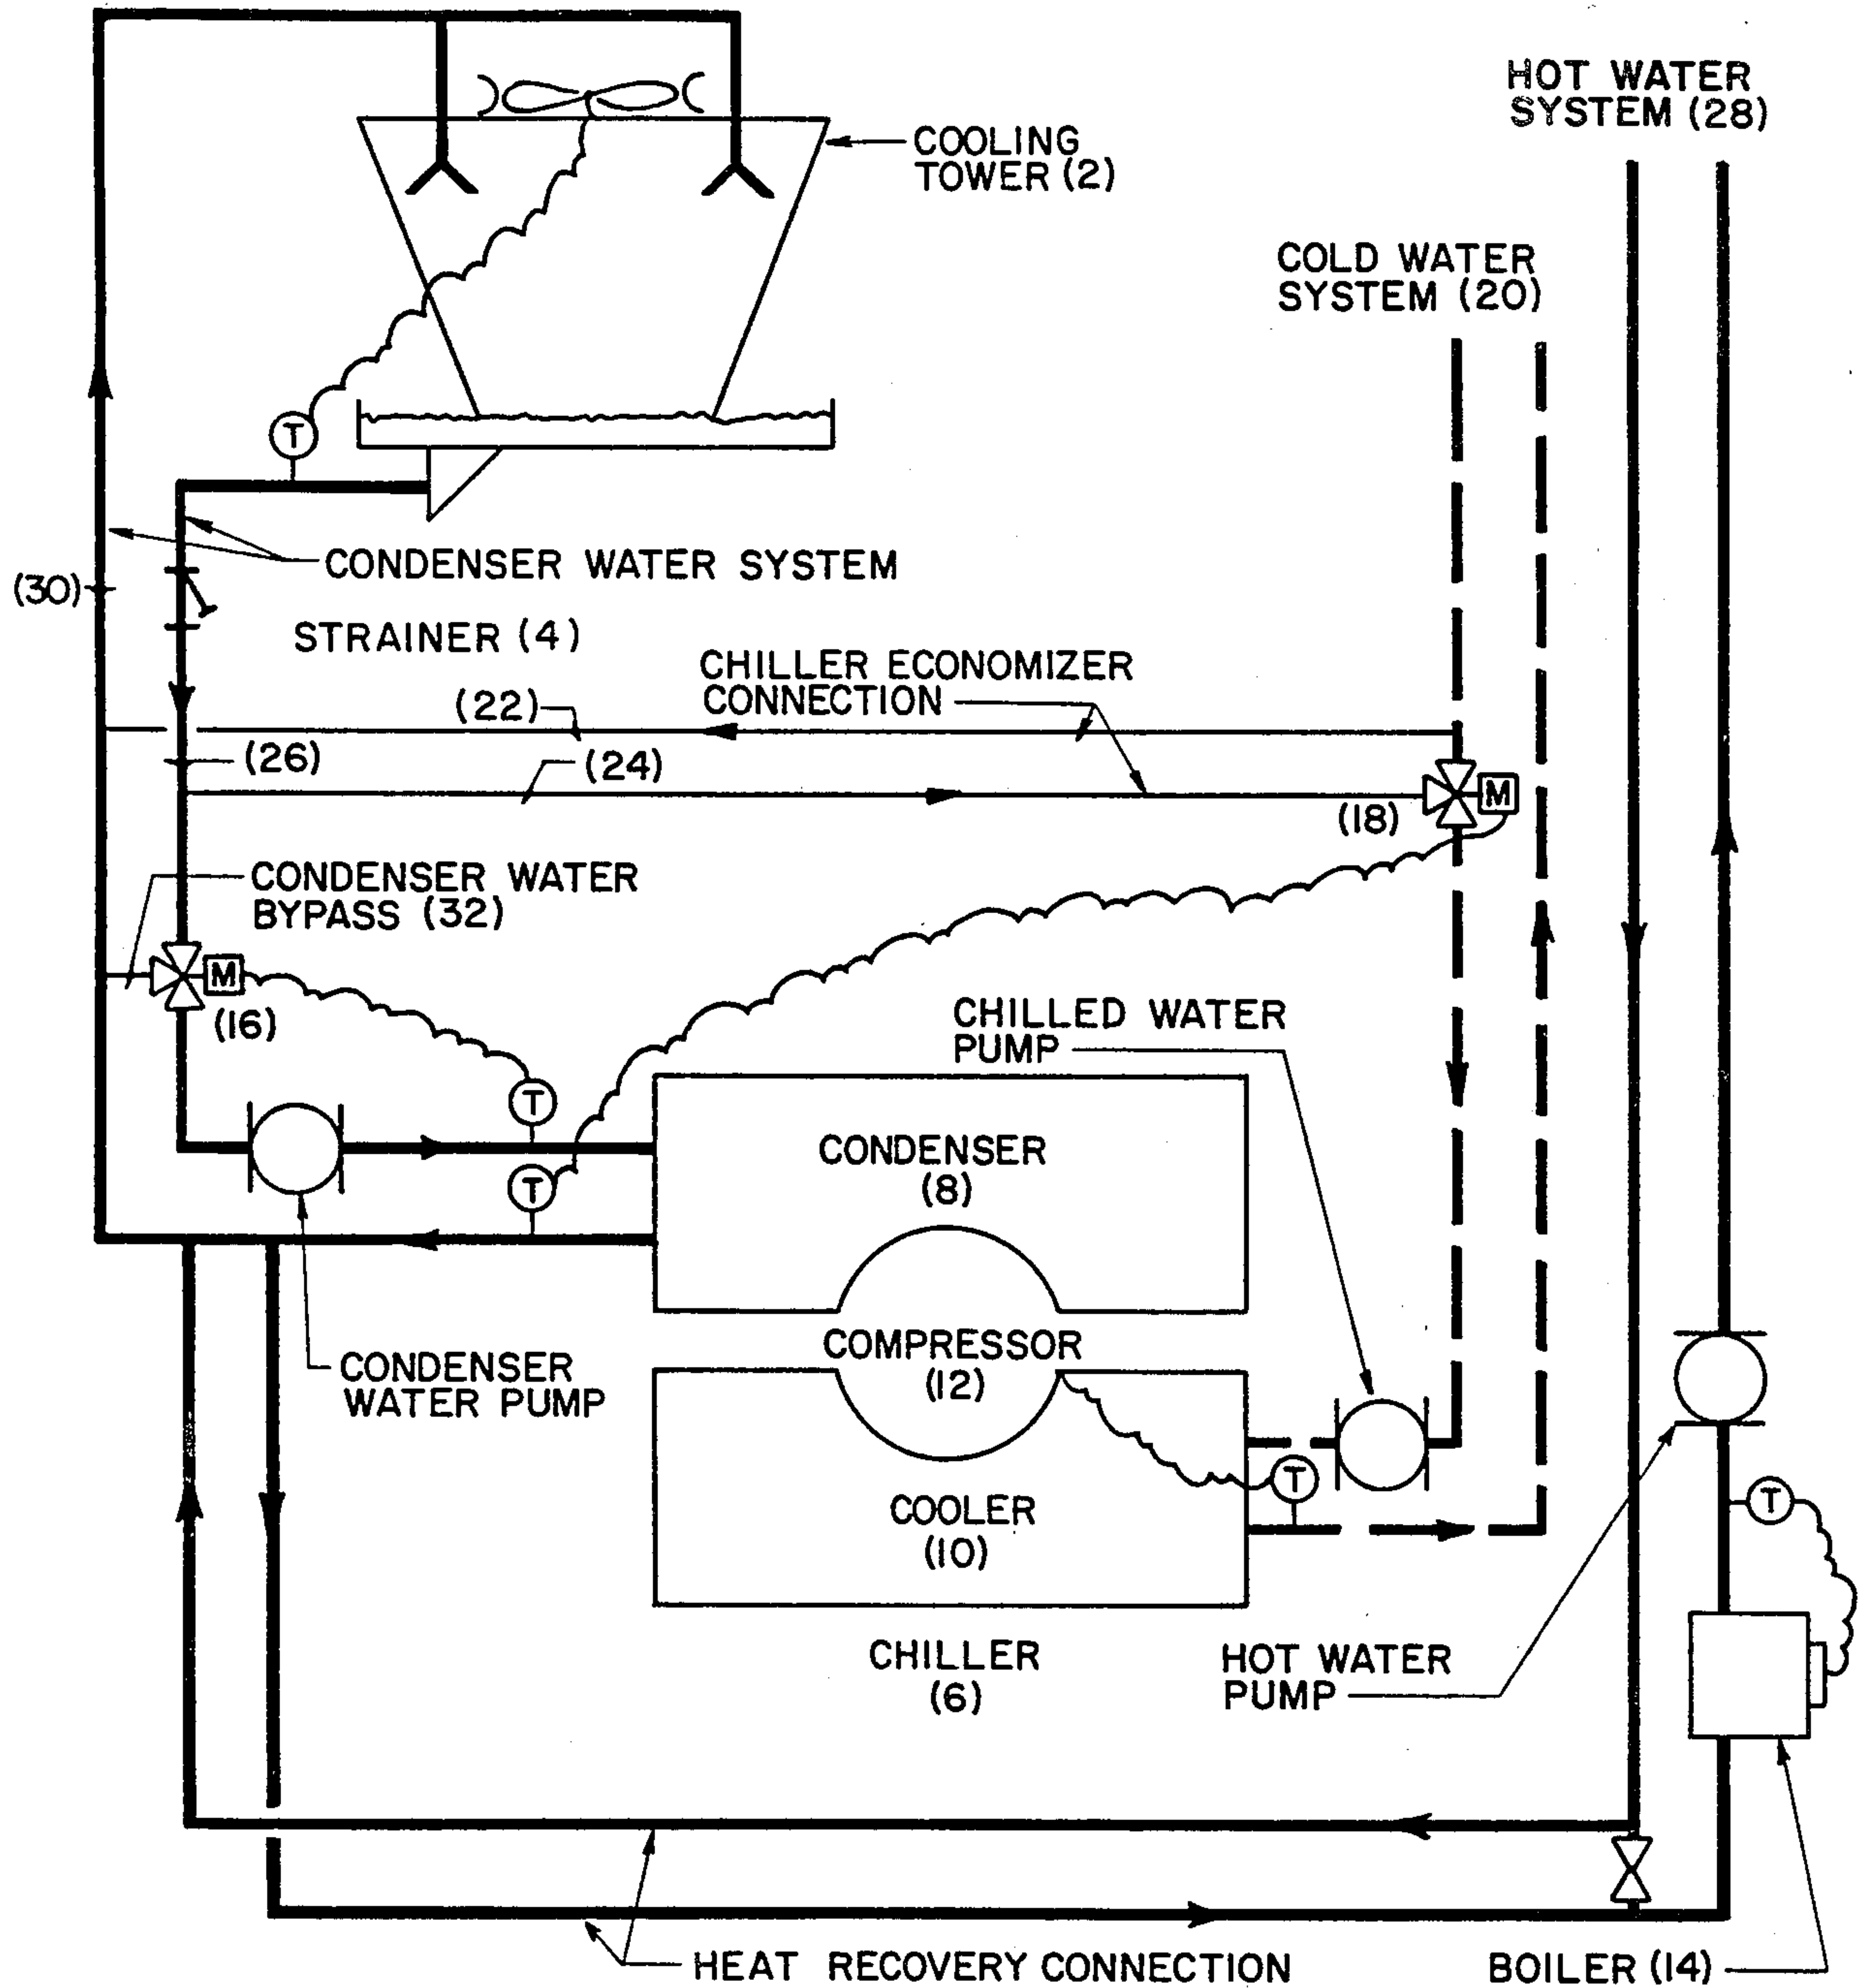 HOT WATER
SYSTEM (28)
COOLING
TOWER (2)
COLD WATER
SYSTEM (20)
T
CONDENSER WATER SYSTEM
(30)
STRAINER (4)
CHILLER ECONOMIZER
CONNECTION
(22)
(26)
(24)
M
(18)
CONDENSER WATER
BYPASS (32)
M
(16)
CHILLED WATER
PUMP
T
CONDENSER
(8)
T
COMPRESSOR
(12)
CONDENSER
WATER PUMP
T
T
COOLER
(10)
CHILLER
(6)
HOT WATER
PUMP
HEAT RECOVERY CONNECTION
BOILER (14)